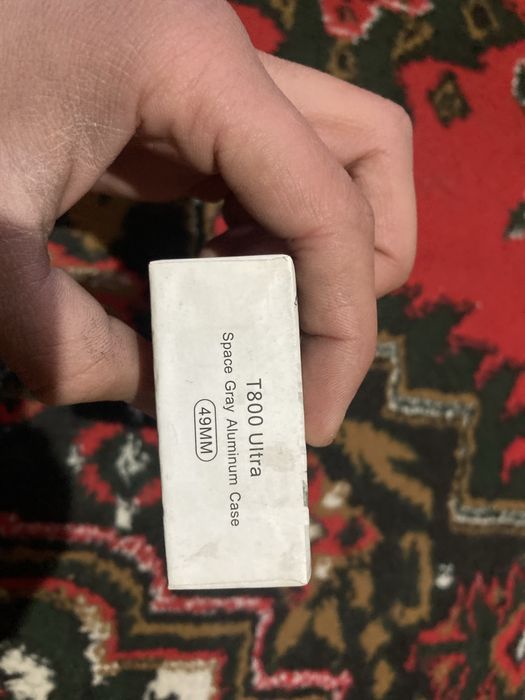 T800 Ultra
Space Gray Aluminum Case
49MM